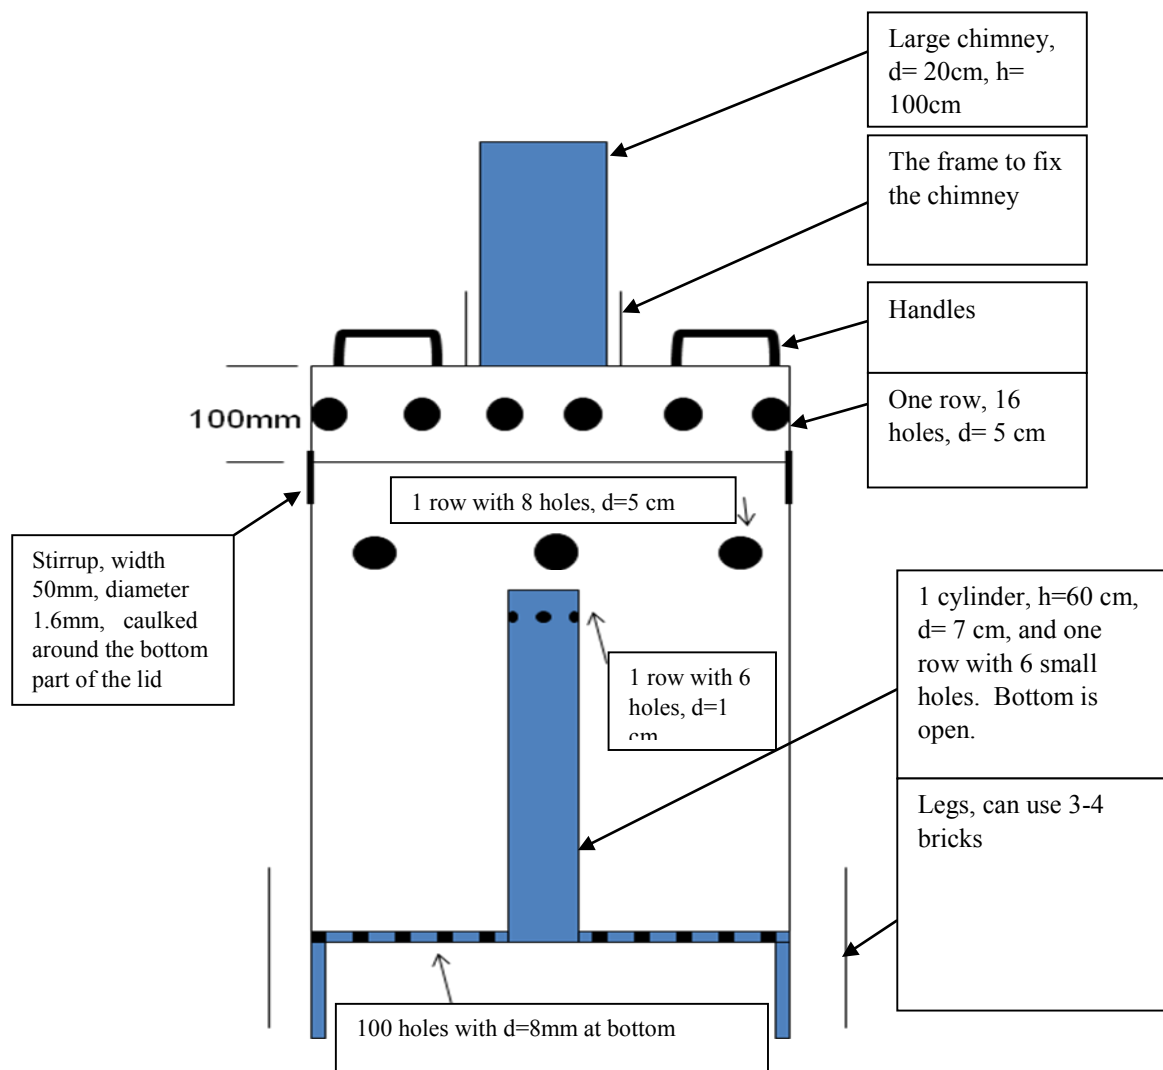 Large chimney,
d= 20cm, h=
100cm
The frame to fix
the chimney
Handles
One row, 16
holes, d= 5 cm
100mm
1 row with 8 holes, d=5 cm
Stirrup, width
50mm, diameter
1.6mm, caulked
around the bottom
part of the lid
1 cylinder, h=60 cm,
d= 7 cm, and one
row with 6 small
holes. Bottom is
open.
1 row with 6
holes, d=1
cm
Legs, can use 3-4
bricks
100 holes with d=8mm at bottom